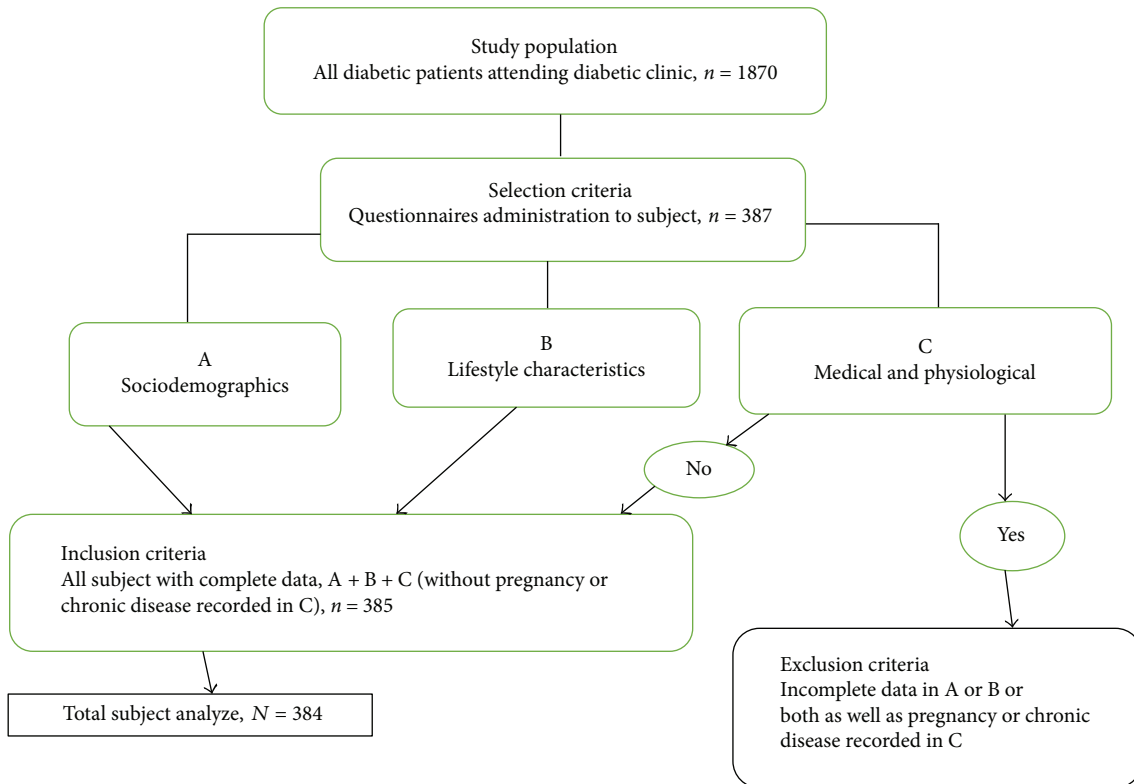 Study population
All diabetic patients attending diabetic clinic, n = 1870
Selection criteria
Questionnaires administration to subject, n = 387
A
Sociodemographics
B
Lifestyle characteristics
C
Medical and physiological
No
Yes
Inclusion criteria
All subject with complete data, A + B + C (without pregnancy or
chronic disease recorded in C), n = 385
Exclusion criteria
Incomplete data in A or B or
both as well as pregnancy or chronic
disease recorded in C
Total subject analyze, N = 384